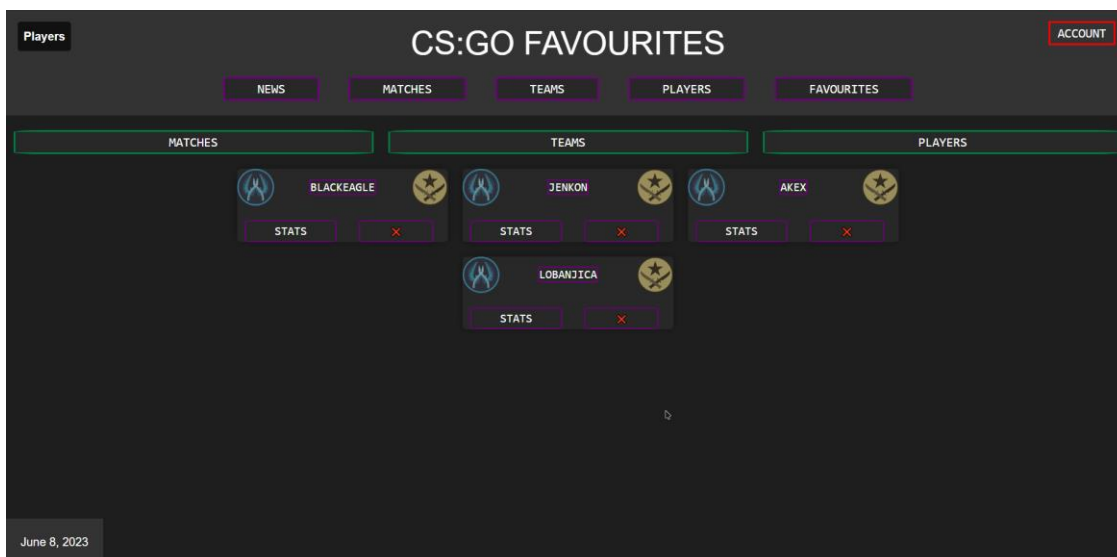 Players
CS:GO FAVOURITES
ACCOUNT
NEWS MATCHES TEAMS PLAYERS FAVOURITES
MATCHES TEAMS PLAYERS
BLACKEAGLE JENKON AKEX
STATS × STATS × STATS ×
LOBANJICA
STATS ×
June 8, 2023